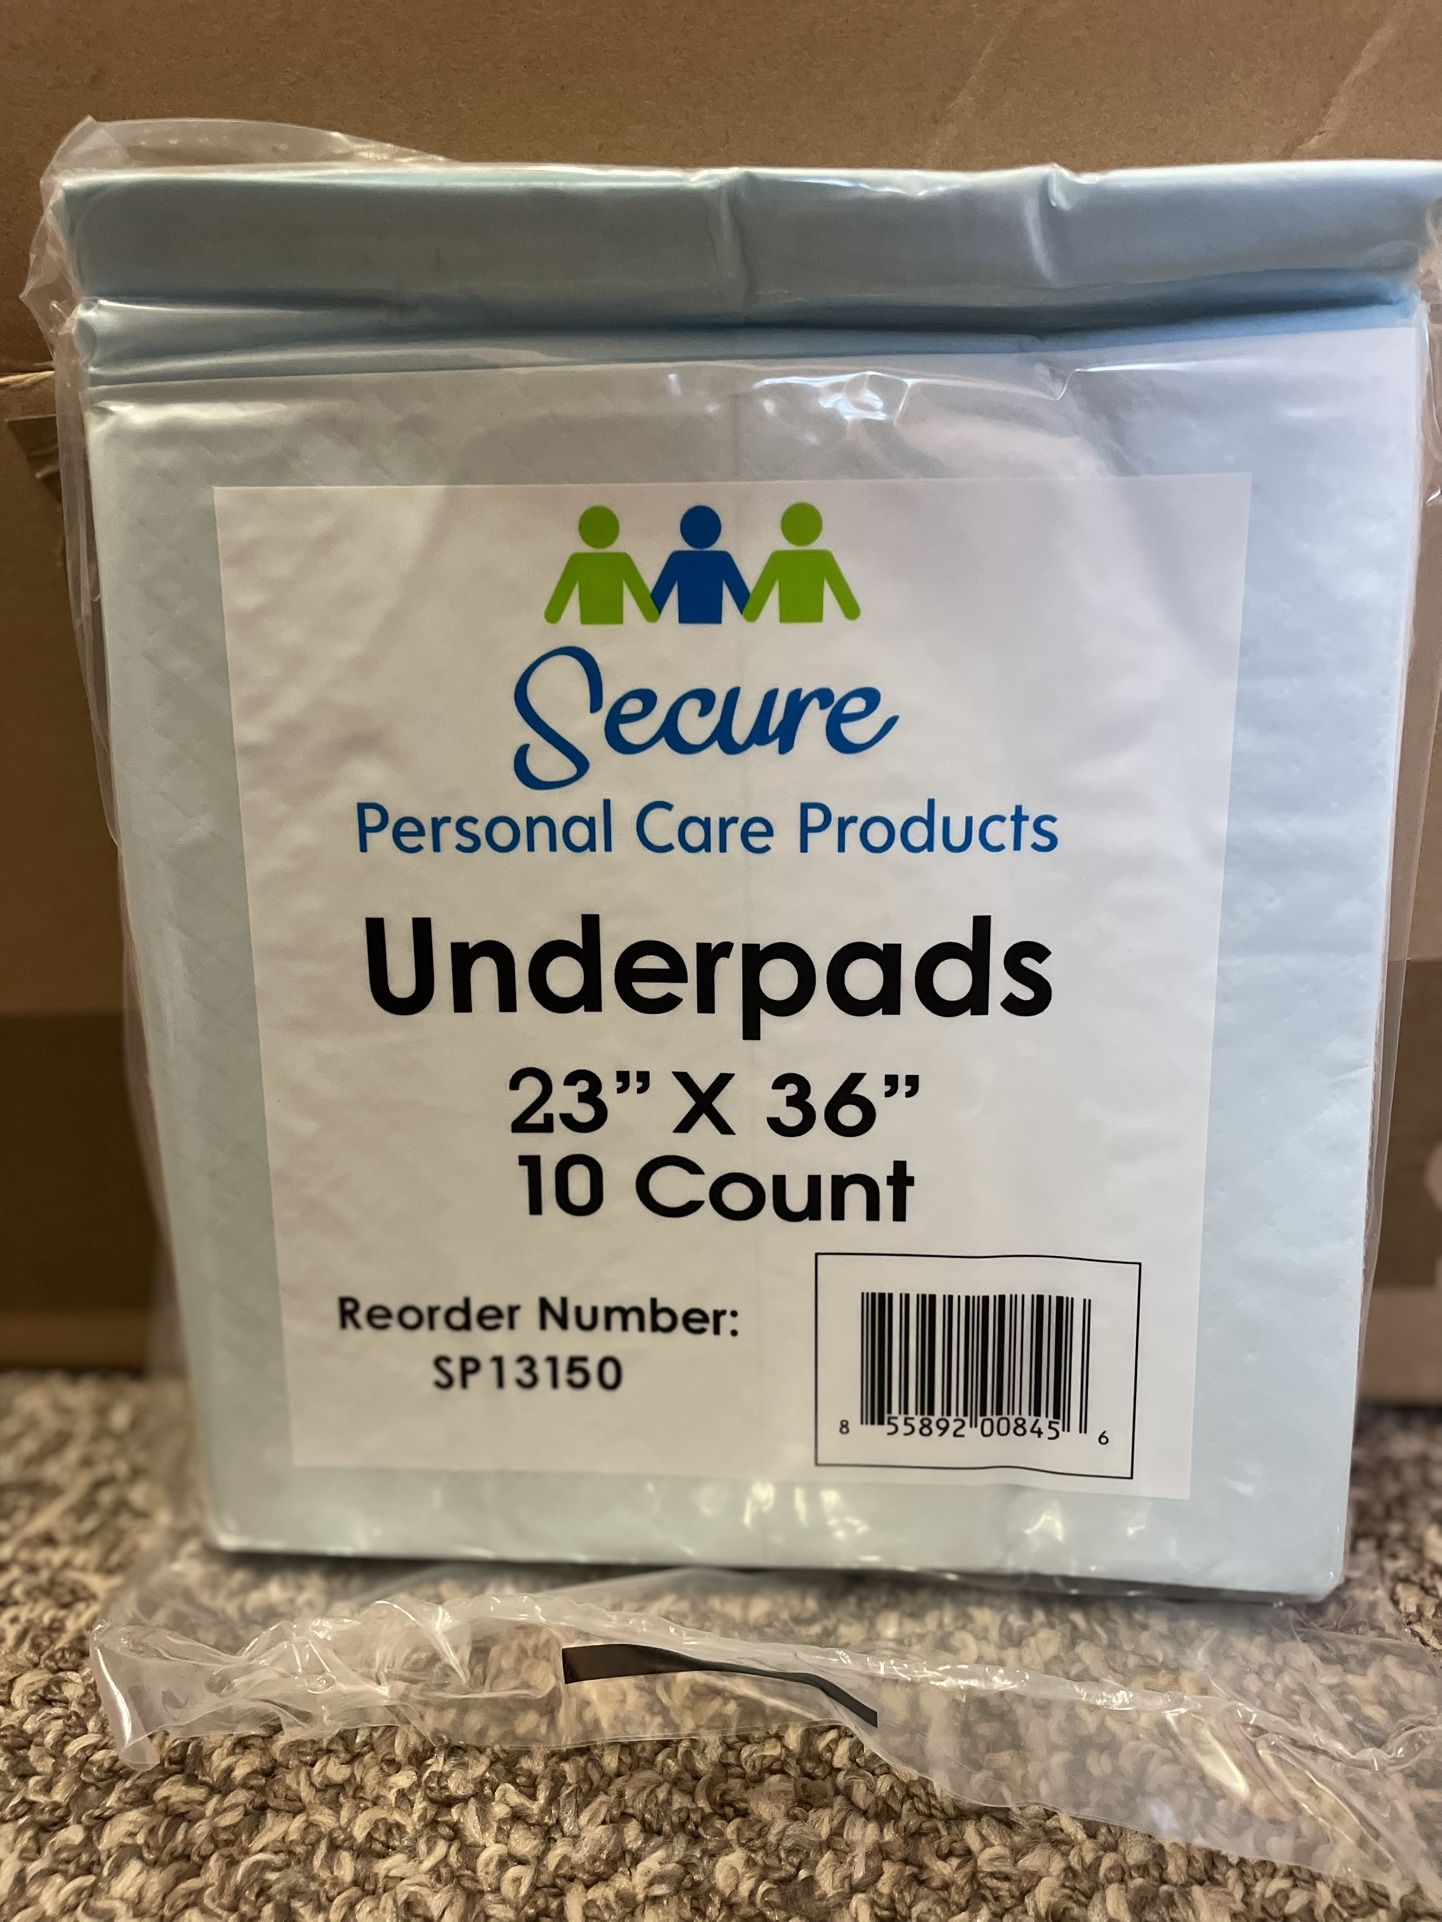 Secure
Personal Care Products
Underpads
23” X 36”
10 Count
Reorder Number:
SP13150
8 55892 00845 6